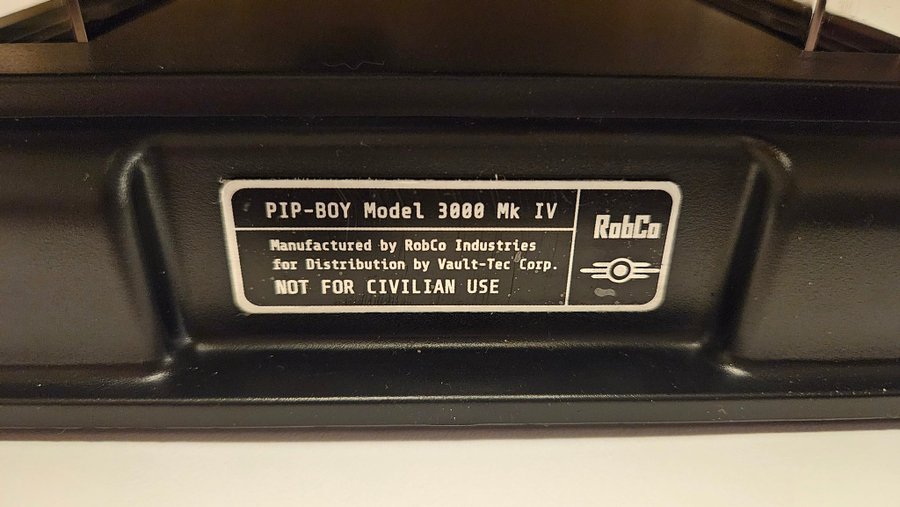 PIP-BOY Model 3000 Mk IV
Manufactured by RobCo Industries
for Distribution by Vault-Tec Corp.
NOT FOR CIVILIAN USE
RobCo